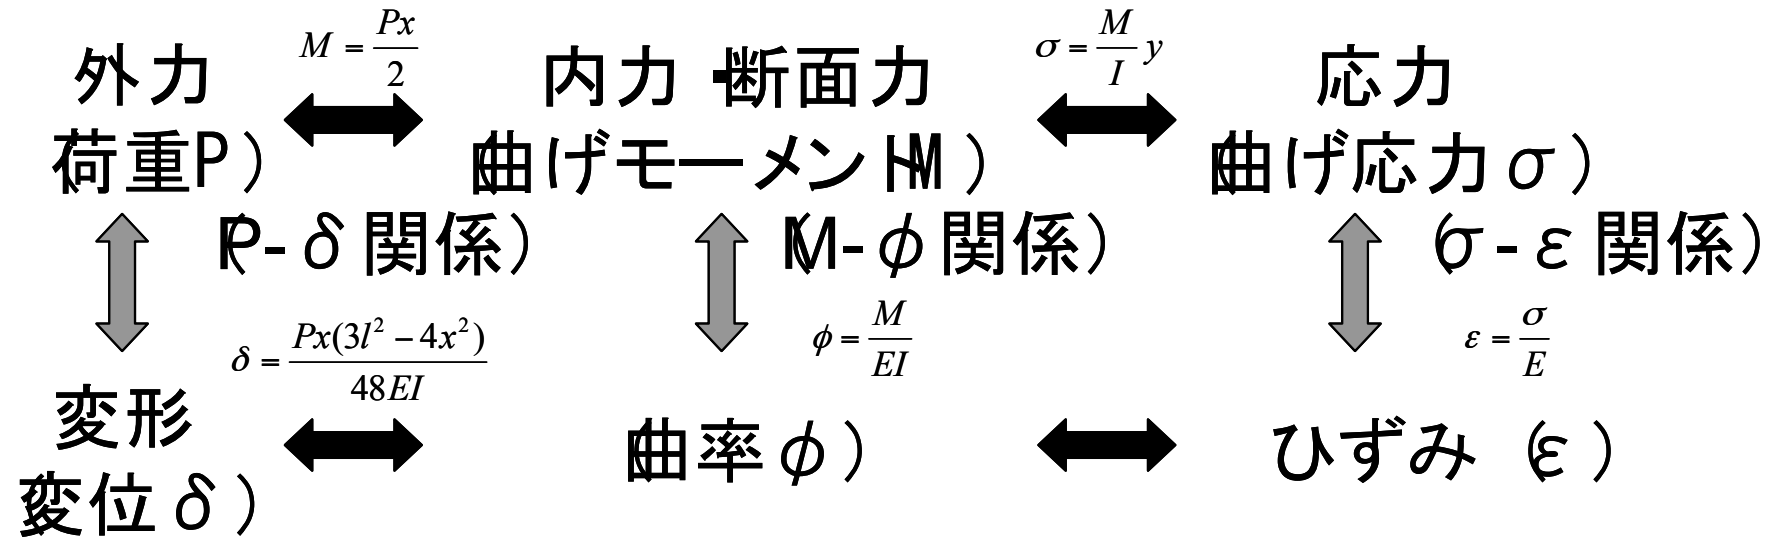 外力
(荷重P)
M = Px/2
内力・断面力
(曲げモーメントM)
σ = M/I y
応力
(曲げ応力σ)
(P-δ関係)
δ = Px(3l² − 4x²)/48EI
(M-φ関係)
φ = M/EI
(σ-ε関係)
ε = σ/E
変形
(変位δ)
(曲率φ)
ひずみ(ε)